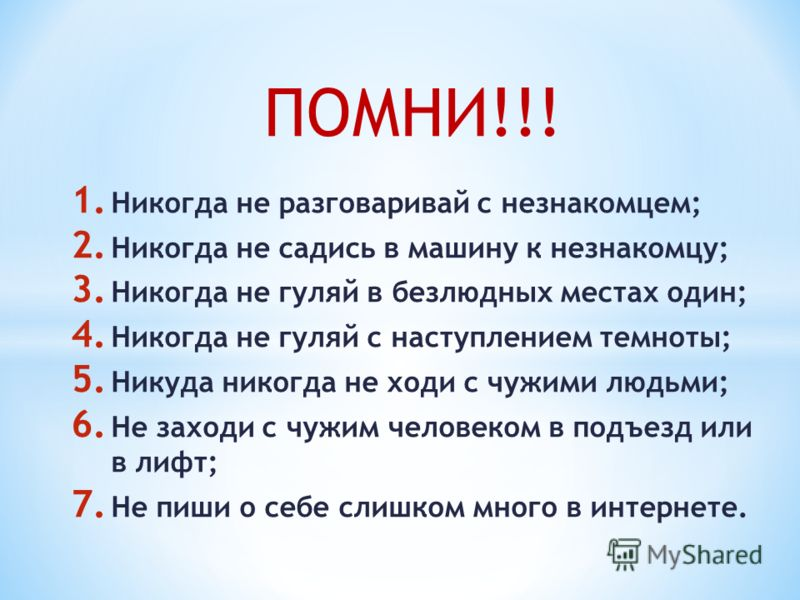 ПОМНИ!!!
1. Никогда не разговаривай с незнакомцем;
2. Никогда не садись в машину к незнакомцу;
3. Никогда не гуляй в безлюдных местах один;
4. Никогда не гуляй с наступлением темноты;
5. Никуда никогда не ходи с чужими людьми;
6. Не заходи с чужим человеком в подъезд или
в лифт;
7. Не пиши о себе слишком много в интернете.
MyShared